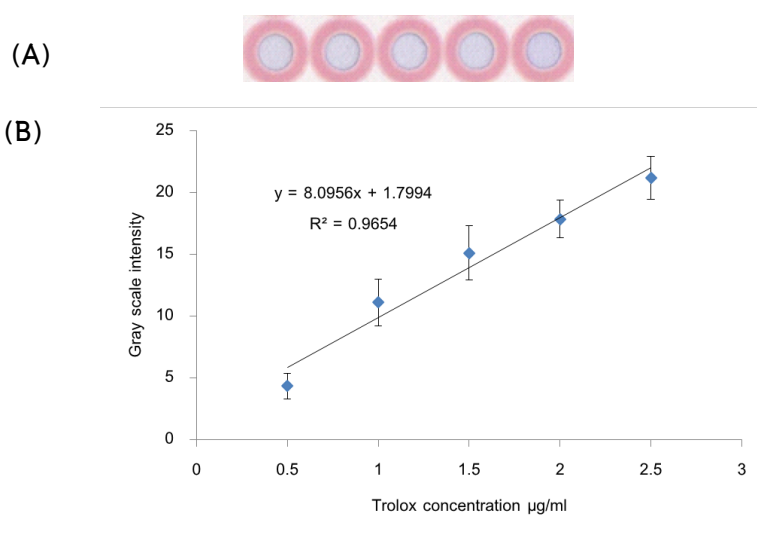 (A)
(B)
25
20
15
10
5
0
Gray scale intensity
y = 8.0956x + 1.7994
R² = 0.9654
0 0.5 1 1.5 2 2.5 3
Trolox concentration µg/ml